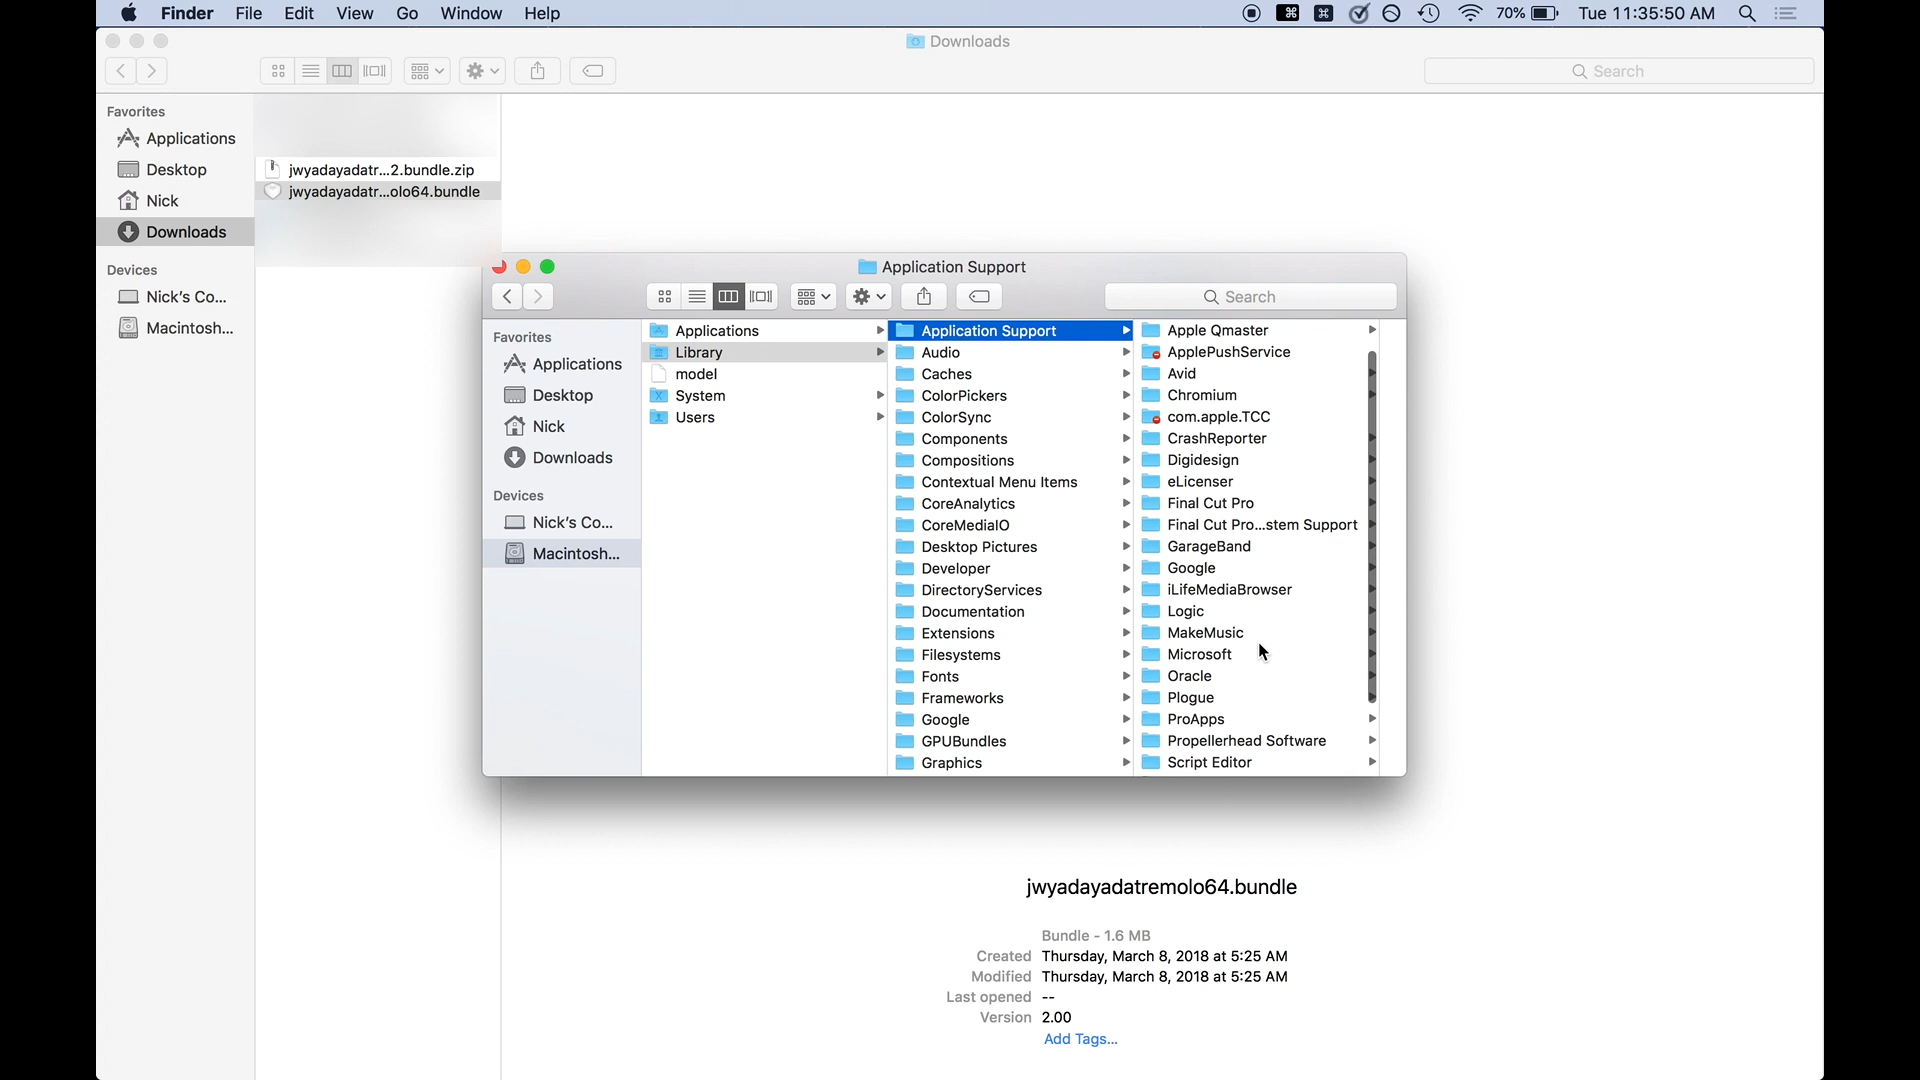 Finder File Edit View Go Window Help
70% Tue 11:35:50 AM
Downloads
Search
Favorites
Applications
Desktop
Nick
Downloads
Devices
Nick's Co...
Macintosh...
jwyadayadatr...2.bundle.zip
jwyadayadatr...olo64.bundle
Application Support
Search
Favorites
Applications
Desktop
Nick
Downloads
Devices
Nick's Co...
Macintosh...
Applications
Library
model
System
Users
Application Support
Audio
Caches
ColorPickers
ColorSync
Components
Compositions
Contextual Menu Items
CoreAnalytics
CoreMediaIO
Desktop Pictures
Developer
DirectoryServices
Documentation
Extensions
Filesystems
Fonts
Frameworks
Google
GPUBundles
Graphics
Apple Qmaster
ApplePushService
Avid
Chromium
com.apple.TCC
CrashReporter
Digidesign
eLicenser
Final Cut Pro
Final Cut Pro...stem Support
GarageBand
Google
iLifeMediaBrowser
Logic
MakeMusic
Microsoft
Oracle
Plogue
ProApps
Propellerhead Software
Script Editor
jwyadayadatremolo64.bundle
Bundle - 1.6 MB
Created Thursday, March 8, 2018 at 5:25 AM
Modified Thursday, March 8, 2018 at 5:25 AM
Last opened --
Version 2.00
Add Tags...